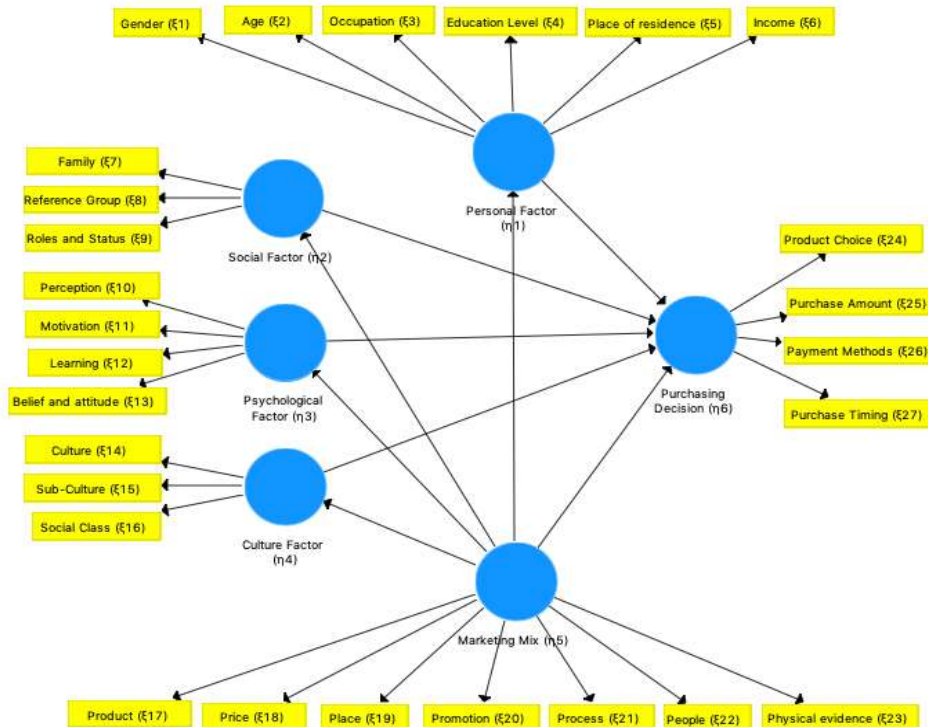 Gender (ξ1)
Age (ξ2)
Occupation (ξ3)
Education Level (ξ4)
Place of residence (ξ5)
Income (ξ6)
Family (ξ7)
Reference Group (ξ8)
Roles and Status (ξ9)
Personal Factor
(η1)
Social Factor (η2)
Product Choice (ξ24)
Perception (ξ10)
Motivation (ξ11)
Learning (ξ12)
Belief and attitude (ξ13)
Purchase Amount (ξ25)
Payment Methods (ξ26)
Purchase Timing (ξ27)
Psychological
Factor (η3)
Purchasing
Decision (η6)
Culture (ξ14)
Sub-Culture (ξ15)
Social Class (ξ16)
Culture Factor
(η4)
Marketing Mix (η5)
Product (ξ17)
Price (ξ18)
Place (ξ19)
Promotion (ξ20)
Process (ξ21)
People (ξ22)
Physical evidence (ξ23)